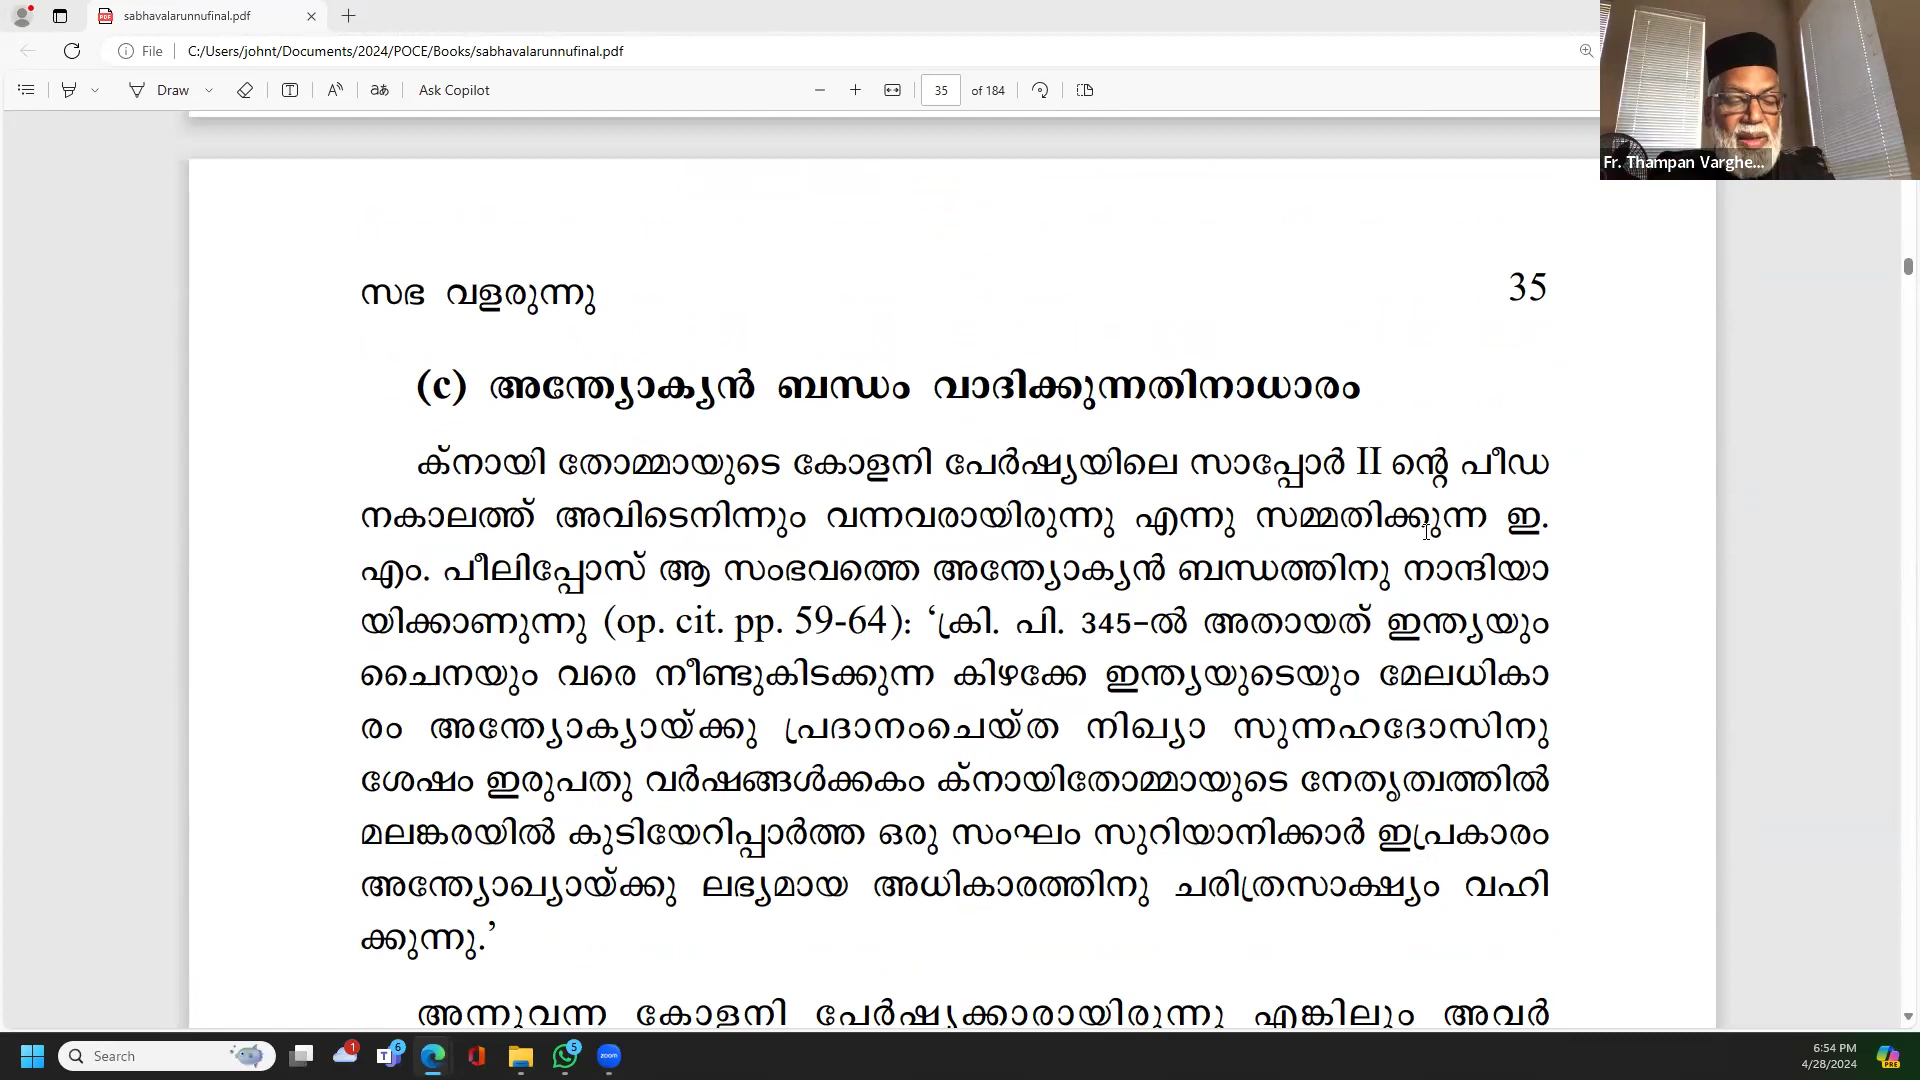 sabhavalarunnufinal.pdf
File C:/Users/johnt/Documents/2024/POCE/Books/sabhavalarunnufinal.pdf
Draw Ask Copilot 35 of 184
Fr. Thampan Varghe...
സഭ വളരുന്നു 35
(c) അന്ത്യോക്യൻ ബന്ധം വാദിക്കുന്നതിനാധാരം
ക്നായി തോമ്മായുടെ കോളനി പേർഷ്യയിലെ സാപ്പോർ II ന്റെ പീഡ
നകാലത്ത് അവിടെനിന്നും വന്നവരായിരുന്നു എന്നു സമ്മതിക്കുന്ന ഇ.
എം. പീലിപ്പോസ് ആ സംഭവത്തെ അന്ത്യോക്യൻ ബന്ധത്തിനു നാന്ദിയാ
യിക്കാണുന്നു (op. cit. pp. 59-64): ‘ക്രി. പി. 345-ൽ അതായത് ഇന്ത്യയും
ചൈനയും വരെ നീണ്ടുകിടക്കുന്ന കിഴക്കേ ഇന്ത്യയുടെയും മേലധികാ
രം അന്ത്യോക്യായ്ക്കു പ്രദാനംചെയ്ത നിഖ്യാ സുന്നഹദോസിനു
ശേഷം ഇരുപതു വർഷങ്ങൾക്കകം ക്നായിതോമ്മായുടെ നേതൃത്വത്തിൽ
മലങ്കരയിൽ കുടിയേറിപ്പാർത്ത ഒരു സംഘം സുറിയാനിക്കാർ ഇപ്രകാരം
അന്ത്യോഖ്യായ്ക്കു ലഭ്യമായ അധികാരത്തിനു ചരിത്രസാക്ഷ്യം വഹി
ക്കുന്നു.’
അന്നുവന്ന കോളനി പേർഷ്യക്കാരായിരുന്നു എങ്കിലും അവർ
Search 1 6 5 zoom PRE
6:54 PM
4/28/2024